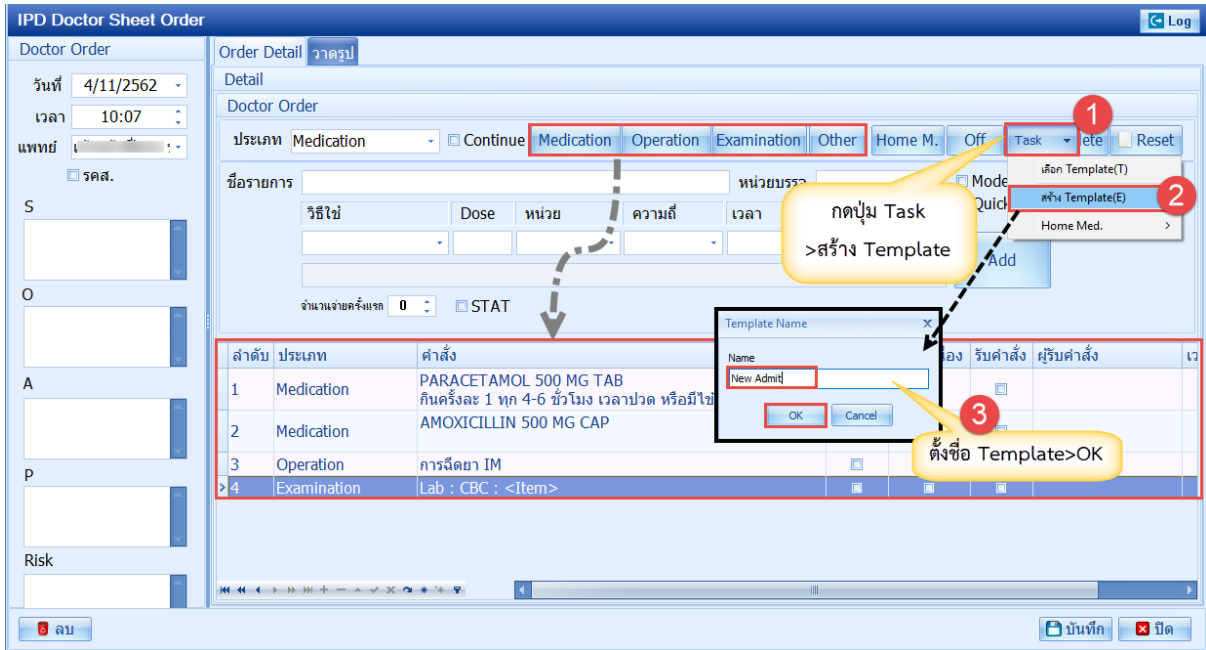 IPD Doctor Sheet Order
Log
Doctor Order
วันที่ 4/11/2562
เวลา 10:07
แพทย์
รคส.
S
O
A
P
Risk
Order Detail วาดรูป
Detail
Doctor Order
ประเภท Medication Continue Medication Operation Examination Other Home M. Off Task ete Reset
1
เลือก Template(T)
สร้าง Template(E)
Home Med.
2
ชื่อรายการ หน่วยบรรจุ Mode
Quick
วิธีใช้ Dose หน่วย ความถี่ เวลา
กดปุ่ม Task
>สร้าง Template
Add
จำนวนจ่ายครั้งแรก 0 STAT
Template Name x
Name
New Admit
OK Cancel
3
ตั้งชื่อ Template>OK
ลำดับ ประเภท คำสั่ง รับคำสั่ง ผู้รับคำสั่ง
1 Medication PARACETAMOL 500 MG TAB
กินครั้งละ 1 ทุก 4-6 ชั่วโมง เวลาปวด หรือมีไข้
2 Medication AMOXICILLIN 500 MG CAP
3 Operation การฉีดยา IM
4 Examination Lab : CBC : <Item>
ลบ
บันทึก ปิด